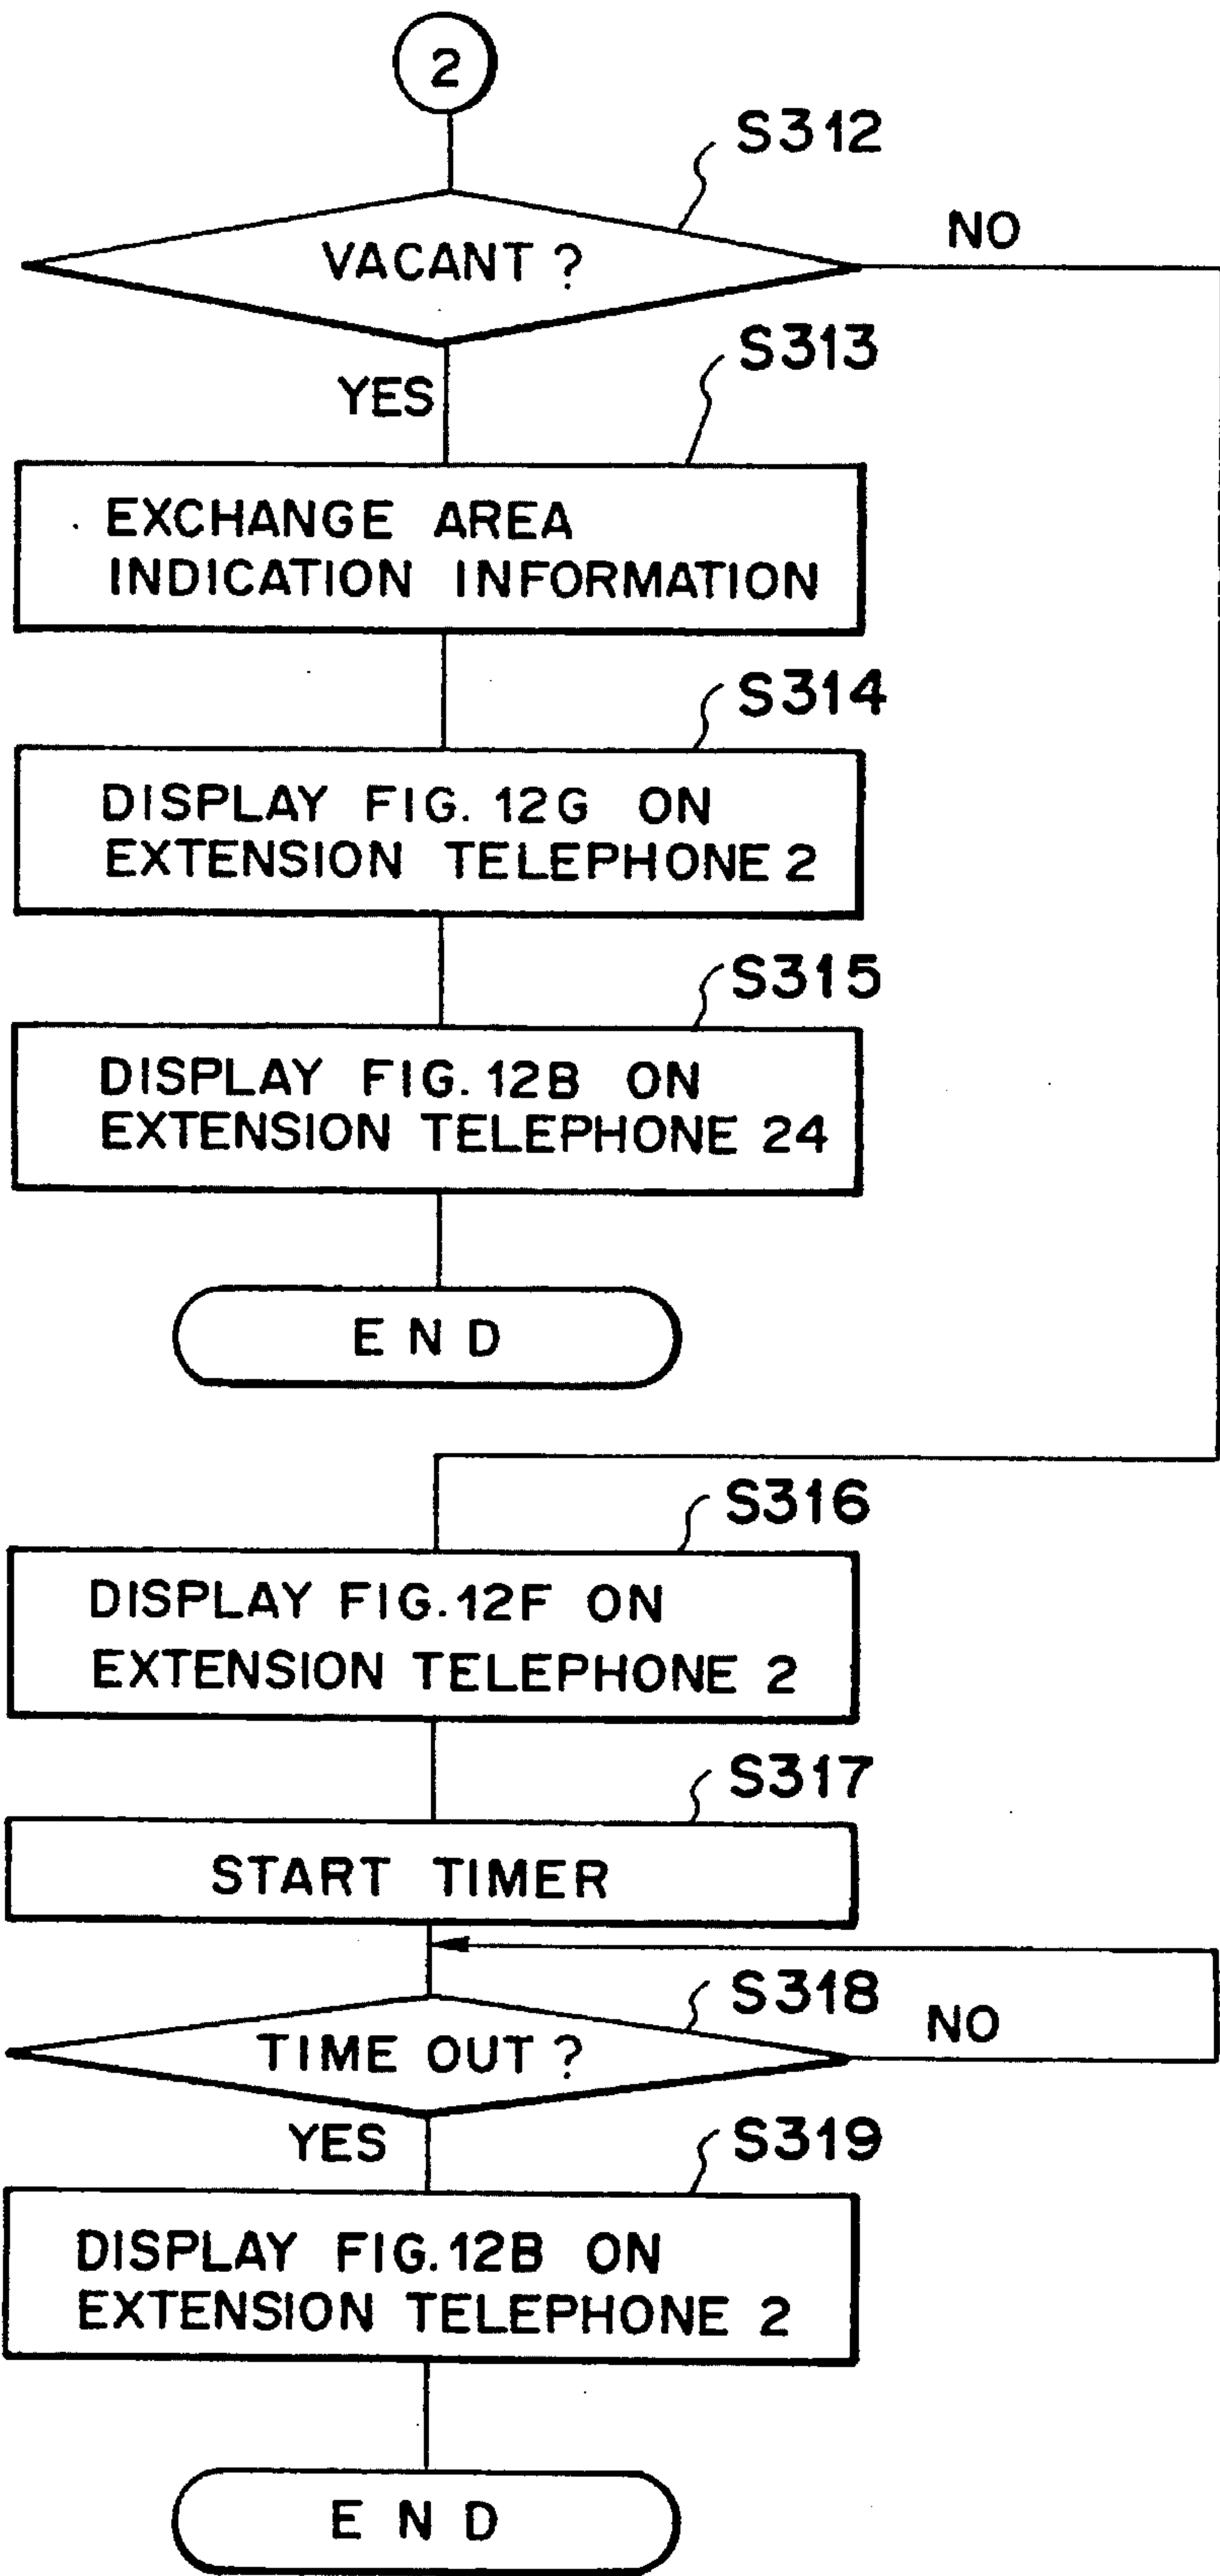 2
S312
VACANT ?
NO
S313
YES
EXCHANGE AREA
INDICATION INFORMATION
S314
DISPLAY FIG. 12G ON
EXTENSION TELEPHONE 2
S315
DISPLAY FIG. 12B ON
EXTENSION TELEPHONE 24
END
S316
DISPLAY FIG. 12F ON
EXTENSION TELEPHONE 2
S317
START TIMER
S318
NO
TIME OUT ?
YES
S319
DISPLAY FIG. 12B ON
EXTENSION TELEPHONE 2
END